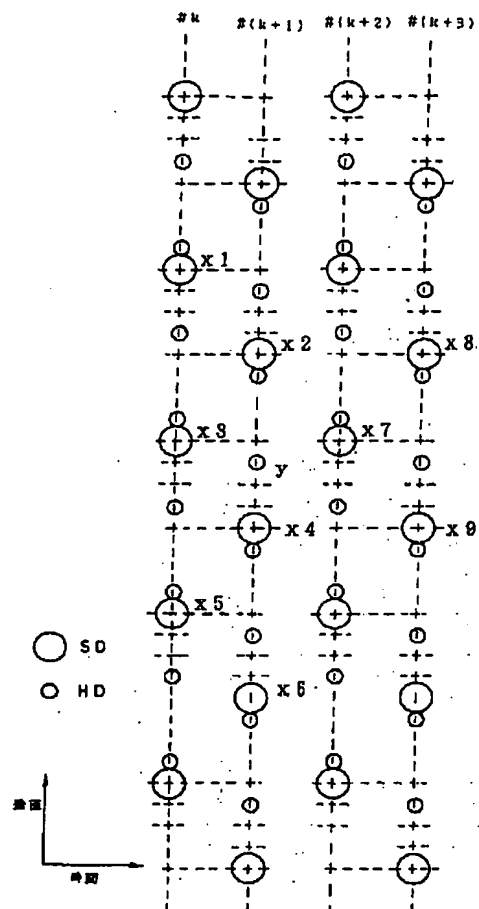 #k #(k+1) #(k+2) #(k+3)
x1
x2 x8
x3 x7
y
x4 x9
x5
SD
x6
HD
時間